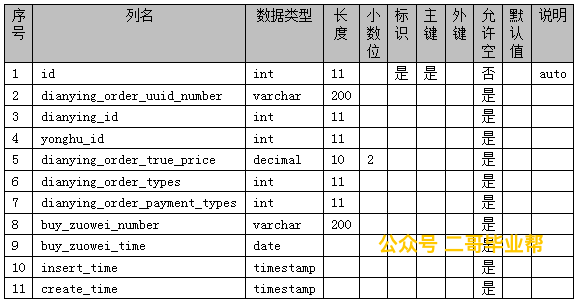 序号 列名 数据类型 长度 小数位 标识 主键 外键 允许空 默认值 说明
1 id int 11 是 是 否 auto
2 dianying_order_uuid_number varchar 200 是
3 dianying_id int 11 是
4 yonghu_id int 11 是
5 dianying_order_true_price decimal 10 2 是
6 dianying_order_types int 11 是
7 dianying_order_payment_types int 11 是
8 buy_zuowei_number varchar 200 是
9 buy_zuowei_time date 是
公众号 二哥毕业帮
10 insert_time timestamp 是
11 create_time timestamp 是